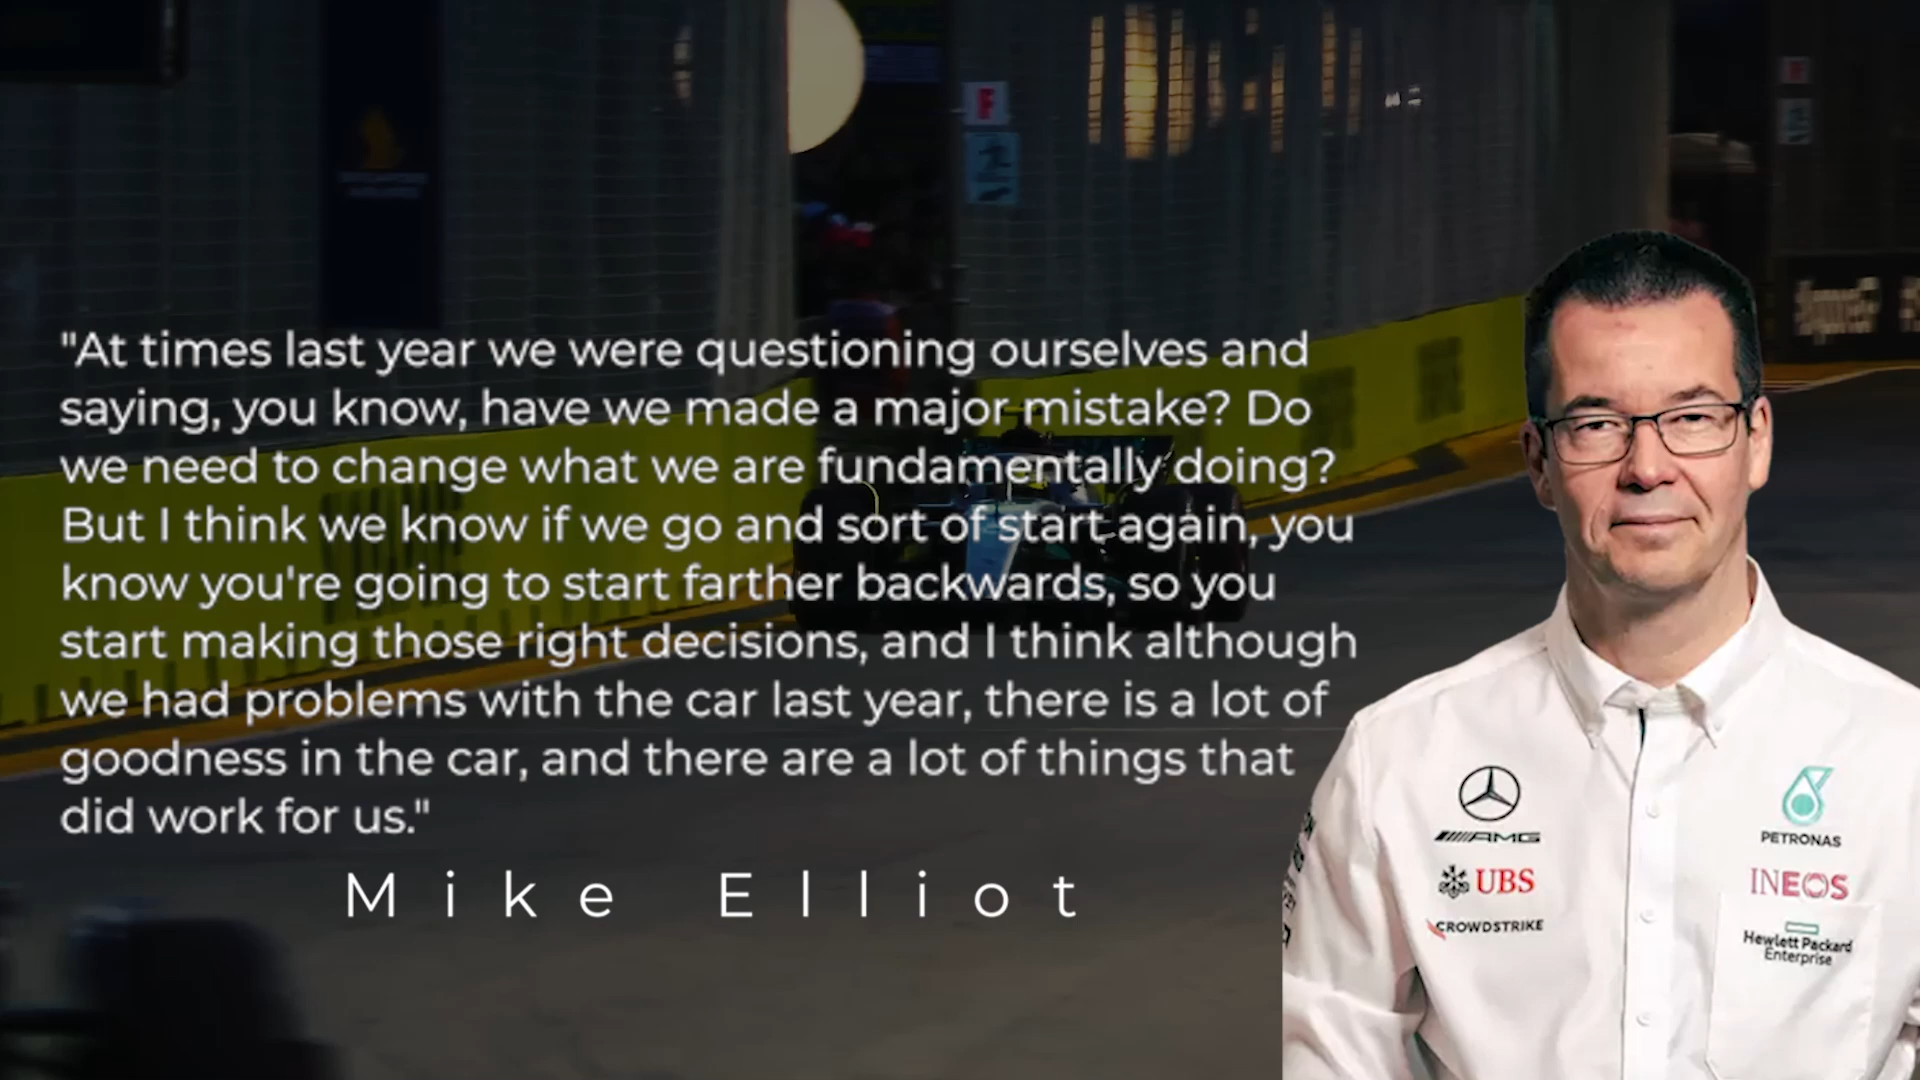 F
F
"At times last year we were questioning ourselves and
saying, you know, have we made a major mistake? Do
we need to change what we are fundamentally doing?
But I think we know if we go and sort of start again, you
know you're going to start farther backwards, so you
start making those right decisions, and I think although
we had problems with the car last year, there is a lot of
goodness in the car, and there are a lot of things that
did work for us."
Mike Elliot
AMG
UBS
CROWDSTRIKE
PETRONAS
INEOS
Hewlett Packard
Enterprise